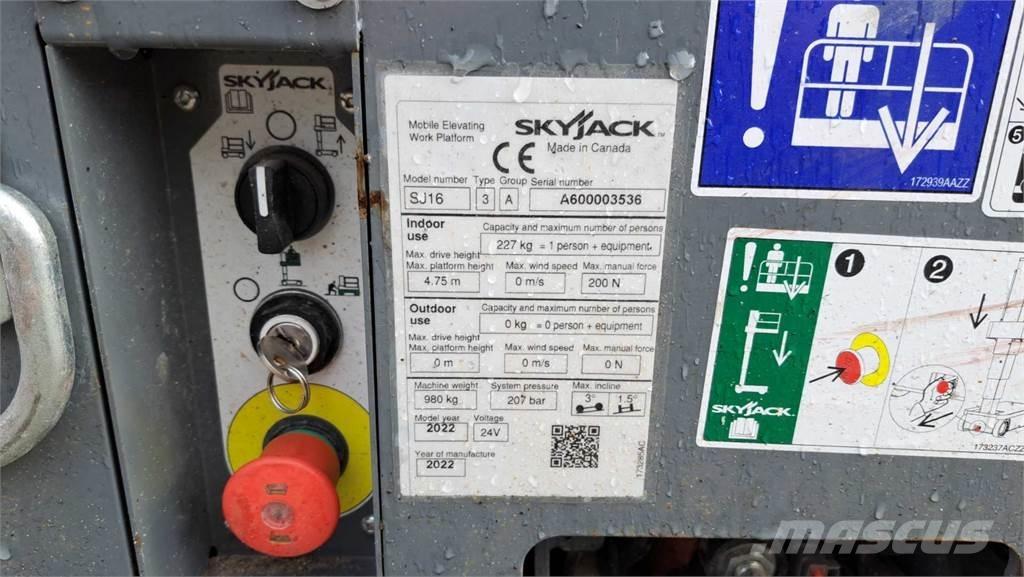 SKYJACK
Mobile Elevating
Work Platform
SKYJACK™
CE
Made in Canada
Model number Type Group Serial number
SJ16 3 A A600003536
Indoor
use
Capacity and maximum number of persons
227 kg = 1 person + equipment
Max. drive height
Max. platform height Max. wind speed Max. manual force
4.75 m 0 m/s 200 N
Outdoor
use
Capacity and maximum number of persons
0 kg = 0 person + equipment
Max. drive height
Max. platform height Max. wind speed Max. manual force
0 m 0 m/s 0 N
Machine weight System pressure Max. incline
980 kg 207 bar 3° 1.5°
Model year Voltage
2022 24V
Year of manufacture
2022
173285AC
172939AAZZ
5
1 2
SKYJACK
173237ACZZ
MASCUS